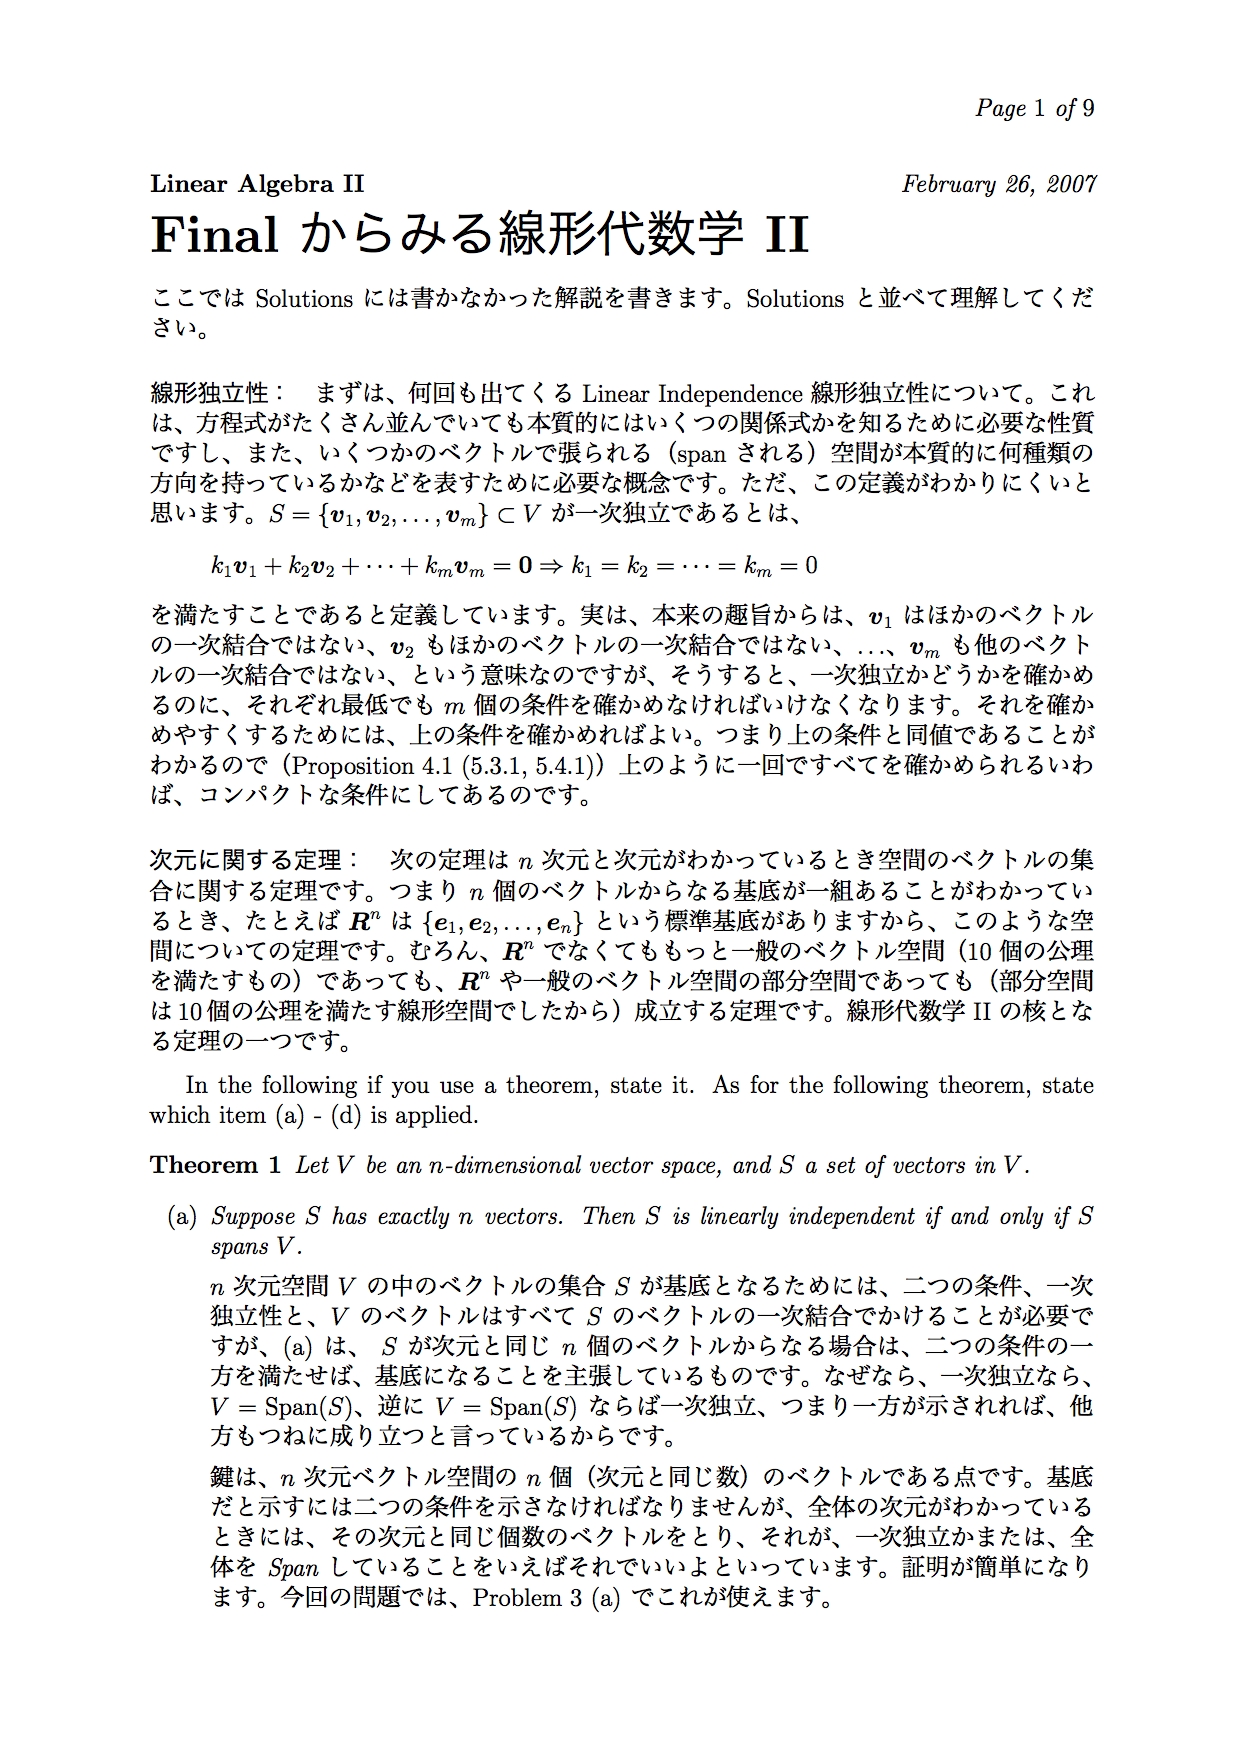 Page 1 of 9
Linear Algebra II February 26, 2007
Final からみる線形代数学 II
ここでは Solutions には書かなかった解説を書きます。Solutions と並べて理解してくだ
さい。
線形独立性： まずは、何回も出てくる Linear Independence 線形独立性について。これ
は、方程式がたくさん並んでいても本質的にはいくつの関係式かを知るために必要な性質
ですし、また、いくつかのベクトルで張られる（span される）空間が本質的に何種類の
方向を持っているかなどを表すために必要な概念です。ただ、この定義がわかりにくいと
思います。S = {v₁, v₂, . . . , vₘ} ⊂ V が一次独立であるとは、
k₁v₁ + k₂v₂ + · · · + kₘvₘ = 0 ⇒ k₁ = k₂ = · · · = kₘ = 0
を満たすことであると定義しています。実は、本来の趣旨からは、v₁ はほかのベクトル
の一次結合ではない、v₂ もほかのベクトルの一次結合ではない、. . .、 vₘ も他のベクト
ルの一次結合ではない、という意味なのですが、そうすると、一次独立かどうかを確かめ
るのに、それぞれ最低でも m 個の条件を確かめなければいけなくなります。それを確か
めやすくするためには、上の条件を確かめればよい。つまり上の条件と同値であることが
わかるので（Proposition 4.1 (5.3.1, 5.4.1)）上のように一回ですべてを確かめられるいわ
ば、コンパクトな条件にしてあるのです。
次元に関する定理： 次の定理は n 次元と次元がわかっているとき空間のベクトルの集
合に関する定理です。つまり n 個のベクトルからなる基底が一組あることがわかってい
るとき、たとえば Rⁿ は {e₁, e₂, . . . , eₙ} という標準基底がありますから、このような空
間についての定理です。むろん、Rⁿ でなくてももっと一般のベクトル空間（10 個の公理
を満たすもの）であっても、Rⁿ や一般のベクトル空間の部分空間であっても（部分空間
は 10 個の公理を満たす線形空間でしたから）成立する定理です。線形代数学 II の核とな
る定理の一つです。
In the following if you use a theorem, state it. As for the following theorem, state
which item (a) - (d) is applied.
Theorem 1 Let V be an n-dimensional vector space, and S a set of vectors in V.
(a) Suppose S has exactly n vectors. Then S is linearly independent if and only if S
spans V.
n 次元空間 V の中のベクトルの集合 S が基底となるためには、二つの条件、一次
独立性と、V のベクトルはすべて S のベクトルの一次結合でかけることが必要で
すが、(a) は、 S が次元と同じ n 個のベクトルからなる場合は、二つの条件の一
方を満たせば、基底になることを主張しているものです。なぜなら、一次独立なら、
V = Span(S)、逆に V = Span(S) ならば一次独立、つまり一方が示されれば、他
方もつねに成り立つと言っているからです。
鍵は、n 次元ベクトル空間の n 個（次元と同じ数）のベクトルである点です。基底
だと示すには二つの条件を示さなければなりませんが、全体の次元がわかっている
ときには、その次元と同じ個数のベクトルをとり、それが、一次独立かまたは、全
体を Span していることをいえばそれでいいよといっています。証明が簡単になり
ます。今回の問題では、Problem 3 (a) でこれが使えます。